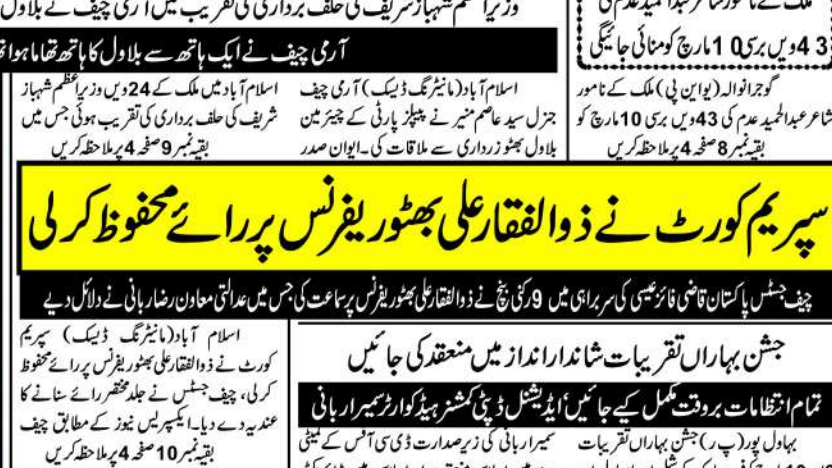 وزیراعظم شہباز شریف کی حلف برداری کی تقریب میں آرمی چیف نے بلاول
آرمی چیف نے ایک ہاتھ سے بلاول کا ہاتھ تھاما ہوا تھا
43ویں برسی 10 مارچ کو منائی جائیگی
گوجرانوالہ (یو این پی) ملک کے نامور
شاعر عبدالحمید عدم کی 43ویں برسی 10 مارچ کو
بقیہ نمبر 8 صفحہ 4 پر ملاحظہ کریں
اسلام آباد (مانیٹرنگ ڈیسک) آرمی چیف
جنرل سید عاصم منیر نے پیپلز پارٹی کے چیئرمین
بلاول بھٹو زرداری سے ملاقات کی۔ ایوان صدر
اسلام آباد میں ملک کے 24ویں وزیراعظم شہباز
شریف کی حلف برداری کی تقریب ہوئی جس میں
بقیہ نمبر 9 صفحہ 4 پر ملاحظہ کریں
سپریم کورٹ نے ذوالفقار علی بھٹو ریفرنس پر رائے محفوظ کر لی
چیف جسٹس پاکستان قاضی فائز عیسی کی سربراہی میں 9 رکنی بنچ نے ذوالفقار علی بھٹو ریفرنس پر سماعت کی جس میں عدالتی معاون رضا ربانی نے دلائل دیے
اسلام آباد (مانیٹرنگ ڈیسک) سپریم
کورٹ نے ذوالفقار علی بھٹو ریفرنس پر رائے محفوظ
کر لی، چیف جسٹس نے جلد مختصر رائے سنانے کا
عندیہ دے دیا۔ ایکسپریس نیوز کے مطابق چیف
بقیہ نمبر 10 صفحہ 4 پر ملاحظہ کریں
جشن بہاراں تقریبات شاندار انداز میں منعقد کی جائیں
تمام انتظامات بروقت مکمل کیے جائیں، ایڈیشنل ڈپٹی کمشنر ہیڈ کوارٹر سمیرا ربانی
بہاول پور (پ ر) جشن بہاراں تقریبات
سمیرا ربانی کی زیر صدارت ڈی سی آفس کے کمیٹی